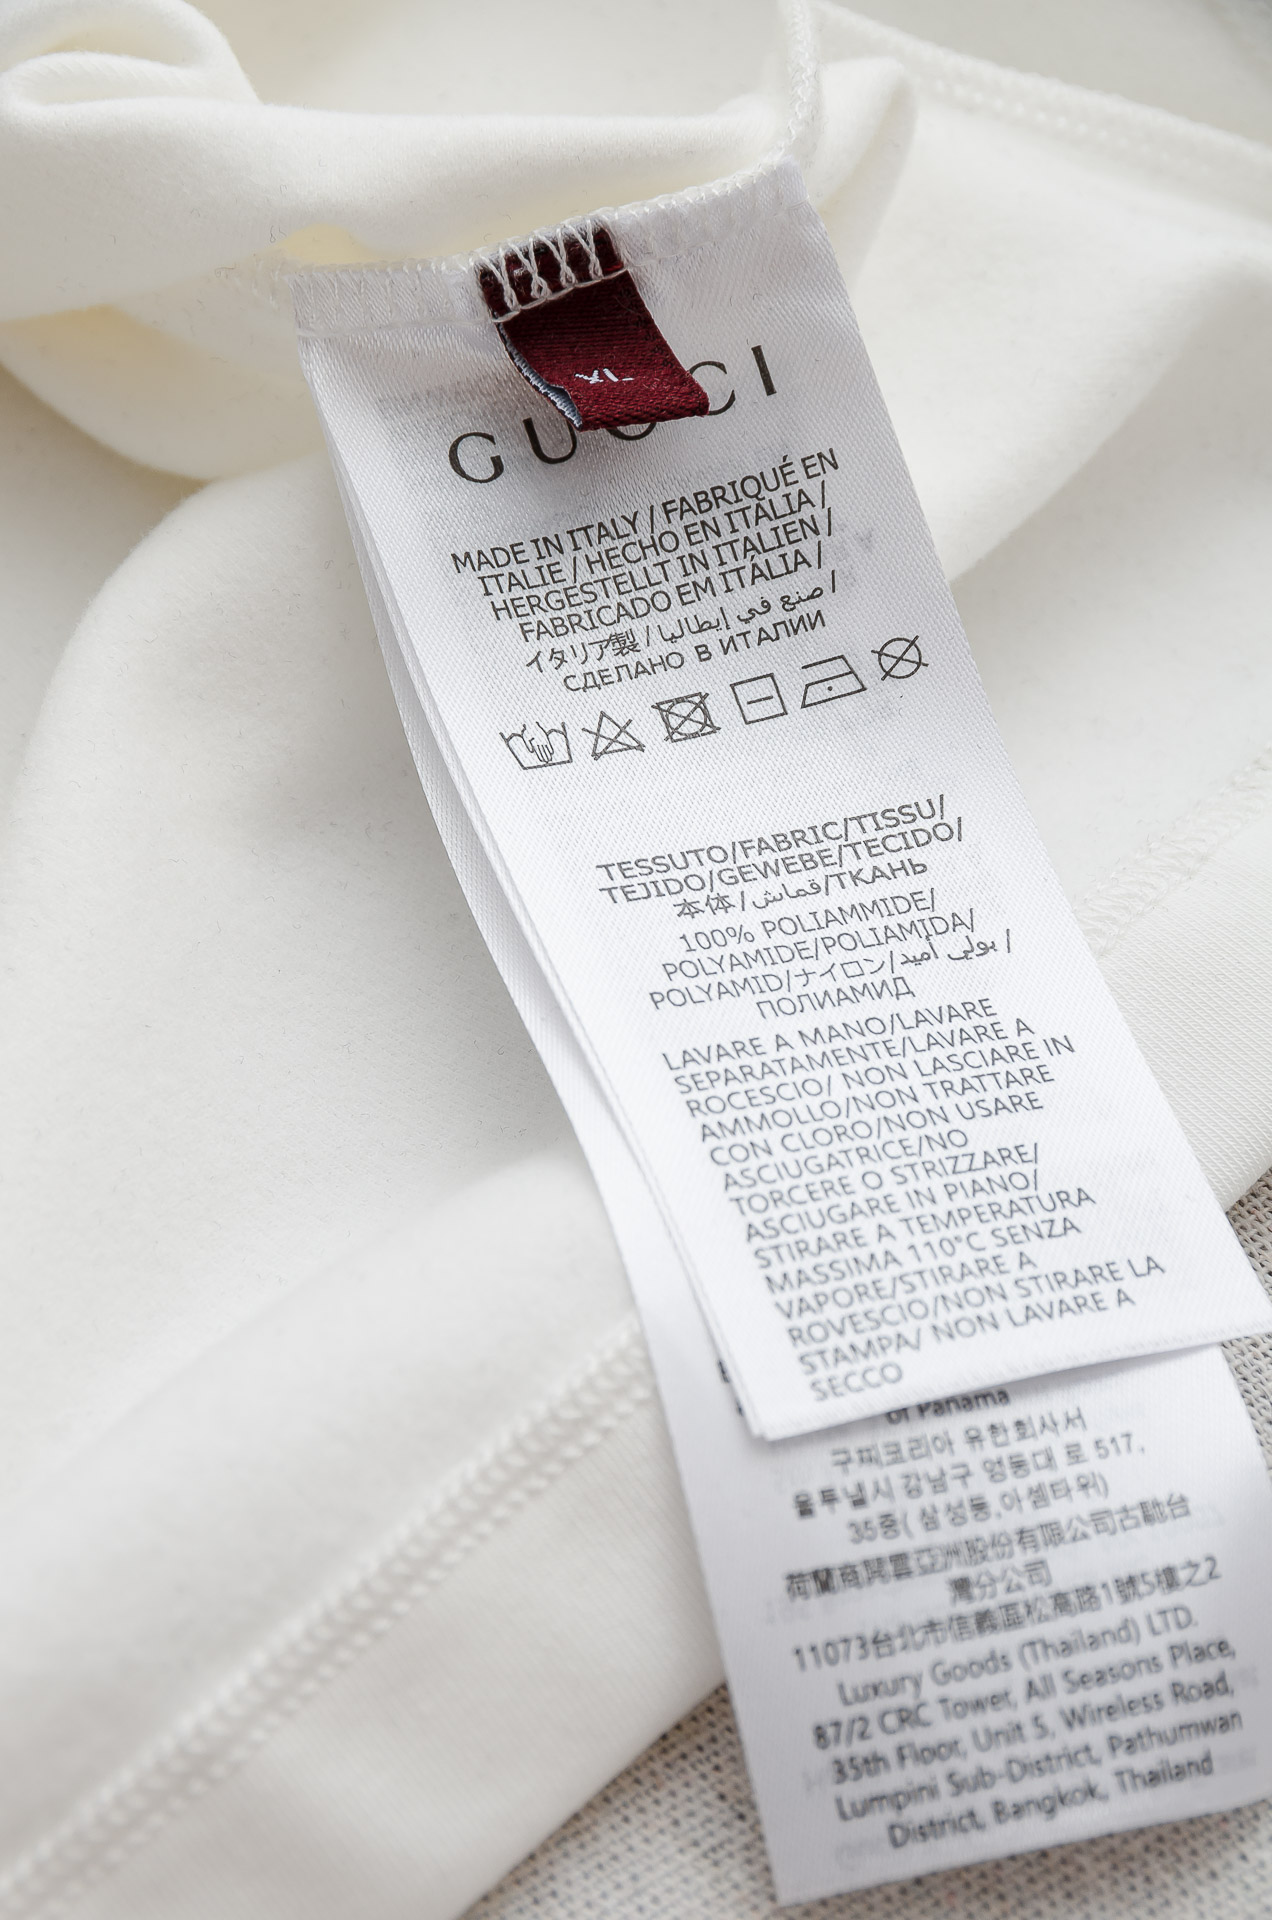 XL
GUCCI
MADE IN ITALY / FABRIQUÉ EN
ITALIE / HECHO EN ITALIA /
HERGESTELLT IN ITALIEN /
FABRICADO EM ITÁLIA /
イタリア製 / صنع في إيطاليا /
СДЕЛАНО В ИТАЛИИ
TESSUTO/FABRIC/TISSU/
TEJIDO/GEWEBE/TECIDO/
本体/قماش/ТКАНЬ
100% POLIAMMIDE/
POLYAMIDE/POLIAMIDA/
POLYAMID/ナイロン/بولي أميد /
ПОЛИАМИД
LAVARE A MANO/LAVARE
SEPARATAMENTE/LAVARE A
ROCESCIO/ NON LASCIARE IN
AMMOLLO/NON TRATTARE
CON CLORO/NON USARE
ASCIUGATRICE/NO
TORCERE O STRIZZARE/
ASCIUGARE IN PIANO/
STIRARE A TEMPERATURA
MASSIMA 110°C SENZA
VAPORE/STIRARE A
ROVESCIO/NON STIRARE LA
STAMPA/ NON LAVARE A
SECCO
of Panama
구찌코리아 유한회사서
울투낼시 강남구 영등대 로 517,
35중( 삼성등,아셈타위)
荷蘭商開雲亞洲股份有限公司古馳台
灣分公司
11073台北市信義區松高路1號5樓之2
Luxury Goods (Thailand) LTD.
87/2 CRC Tower, All Seasons Place,
35th Floor, Unit 5, Wireless Road,
Lumpini Sub-District, Pathumwan
District, Bangkok, Thailand